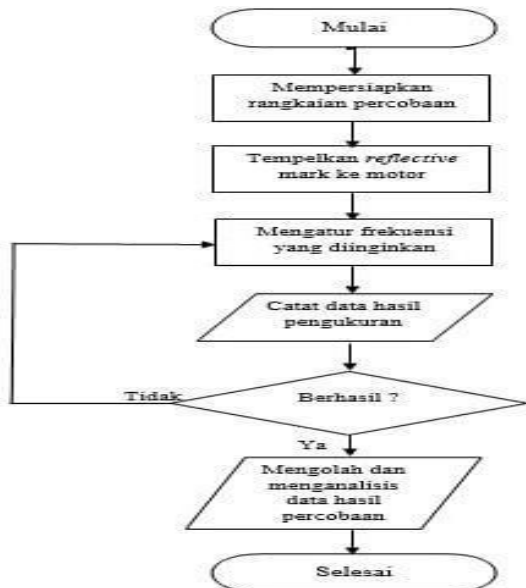 Mulai
Mempersiapkan
rangkaian percobaan
Tempelkan reflective
mark ke motor
Mengatur frekuensi
yang diinginkan
Catat data hasil
pengukuran
Tidak
Berhasil ?
Ya
Mengolah dan
menganalisis
data hasil
percobaan
Selesai